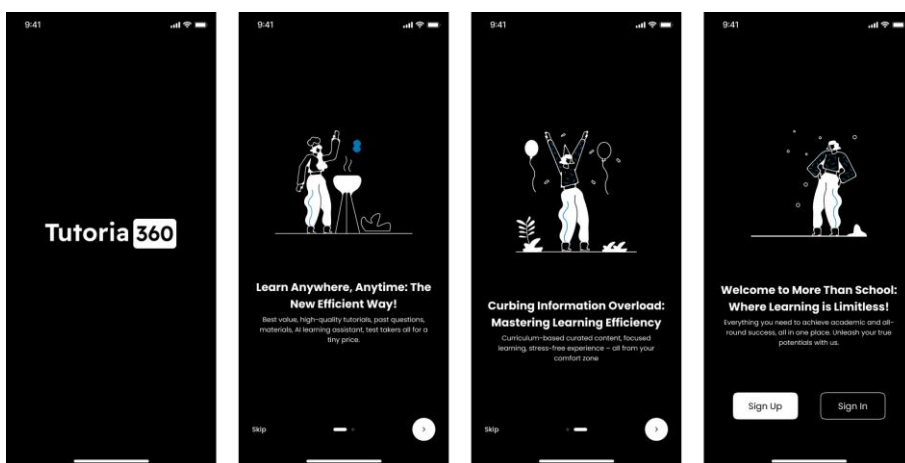 9:41
Tutoria 360
9:41
Learn Anywhere, Anytime: The
New Efficient Way!
Best value, high-quality tutorials, past questions,
materials, AI learning assistant, test takers all for a
tiny price.
Skip
9:41
Curbing Information Overload:
Mastering Learning Efficiency
Curriculum-based curated content, focused
learning, stress-free experience – all from your
comfort zone
Skip
9:41
Welcome to More Than School:
Where Learning is Limitless!
Everything you need to achieve academic and all-
round success, all in one place. Unleash your true
potentials with us.
Sign Up
Sign In